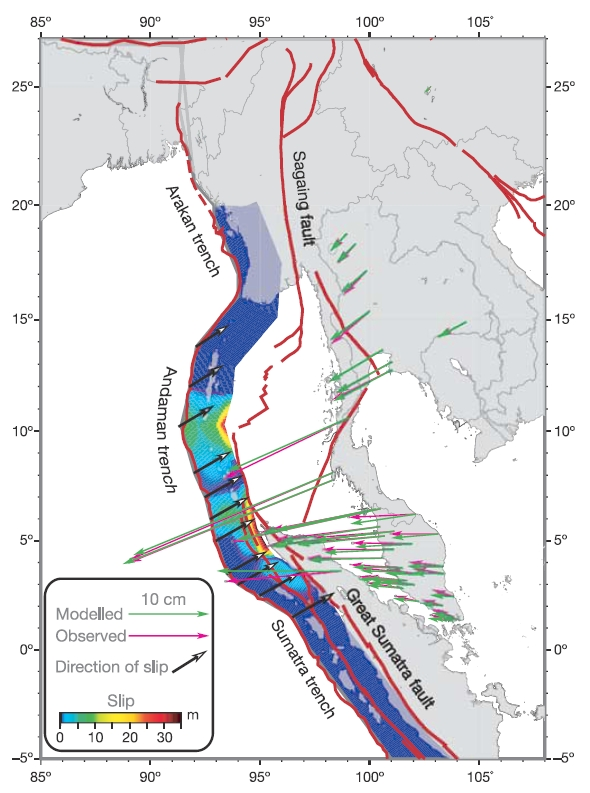 85° 90° 95° 100° 105°
25°
20°
15°
10°
5°
0°
–5°
25°
20°
15°
10°
5°
0°
–5°
Sagaing fault
Arakan trench
Andaman trench
Great Sumatra fault
Sumatra trench
10 cm
Modelled
Observed
Direction of slip
Slip
m
0 10 20 30
85° 90° 95° 100° 105°